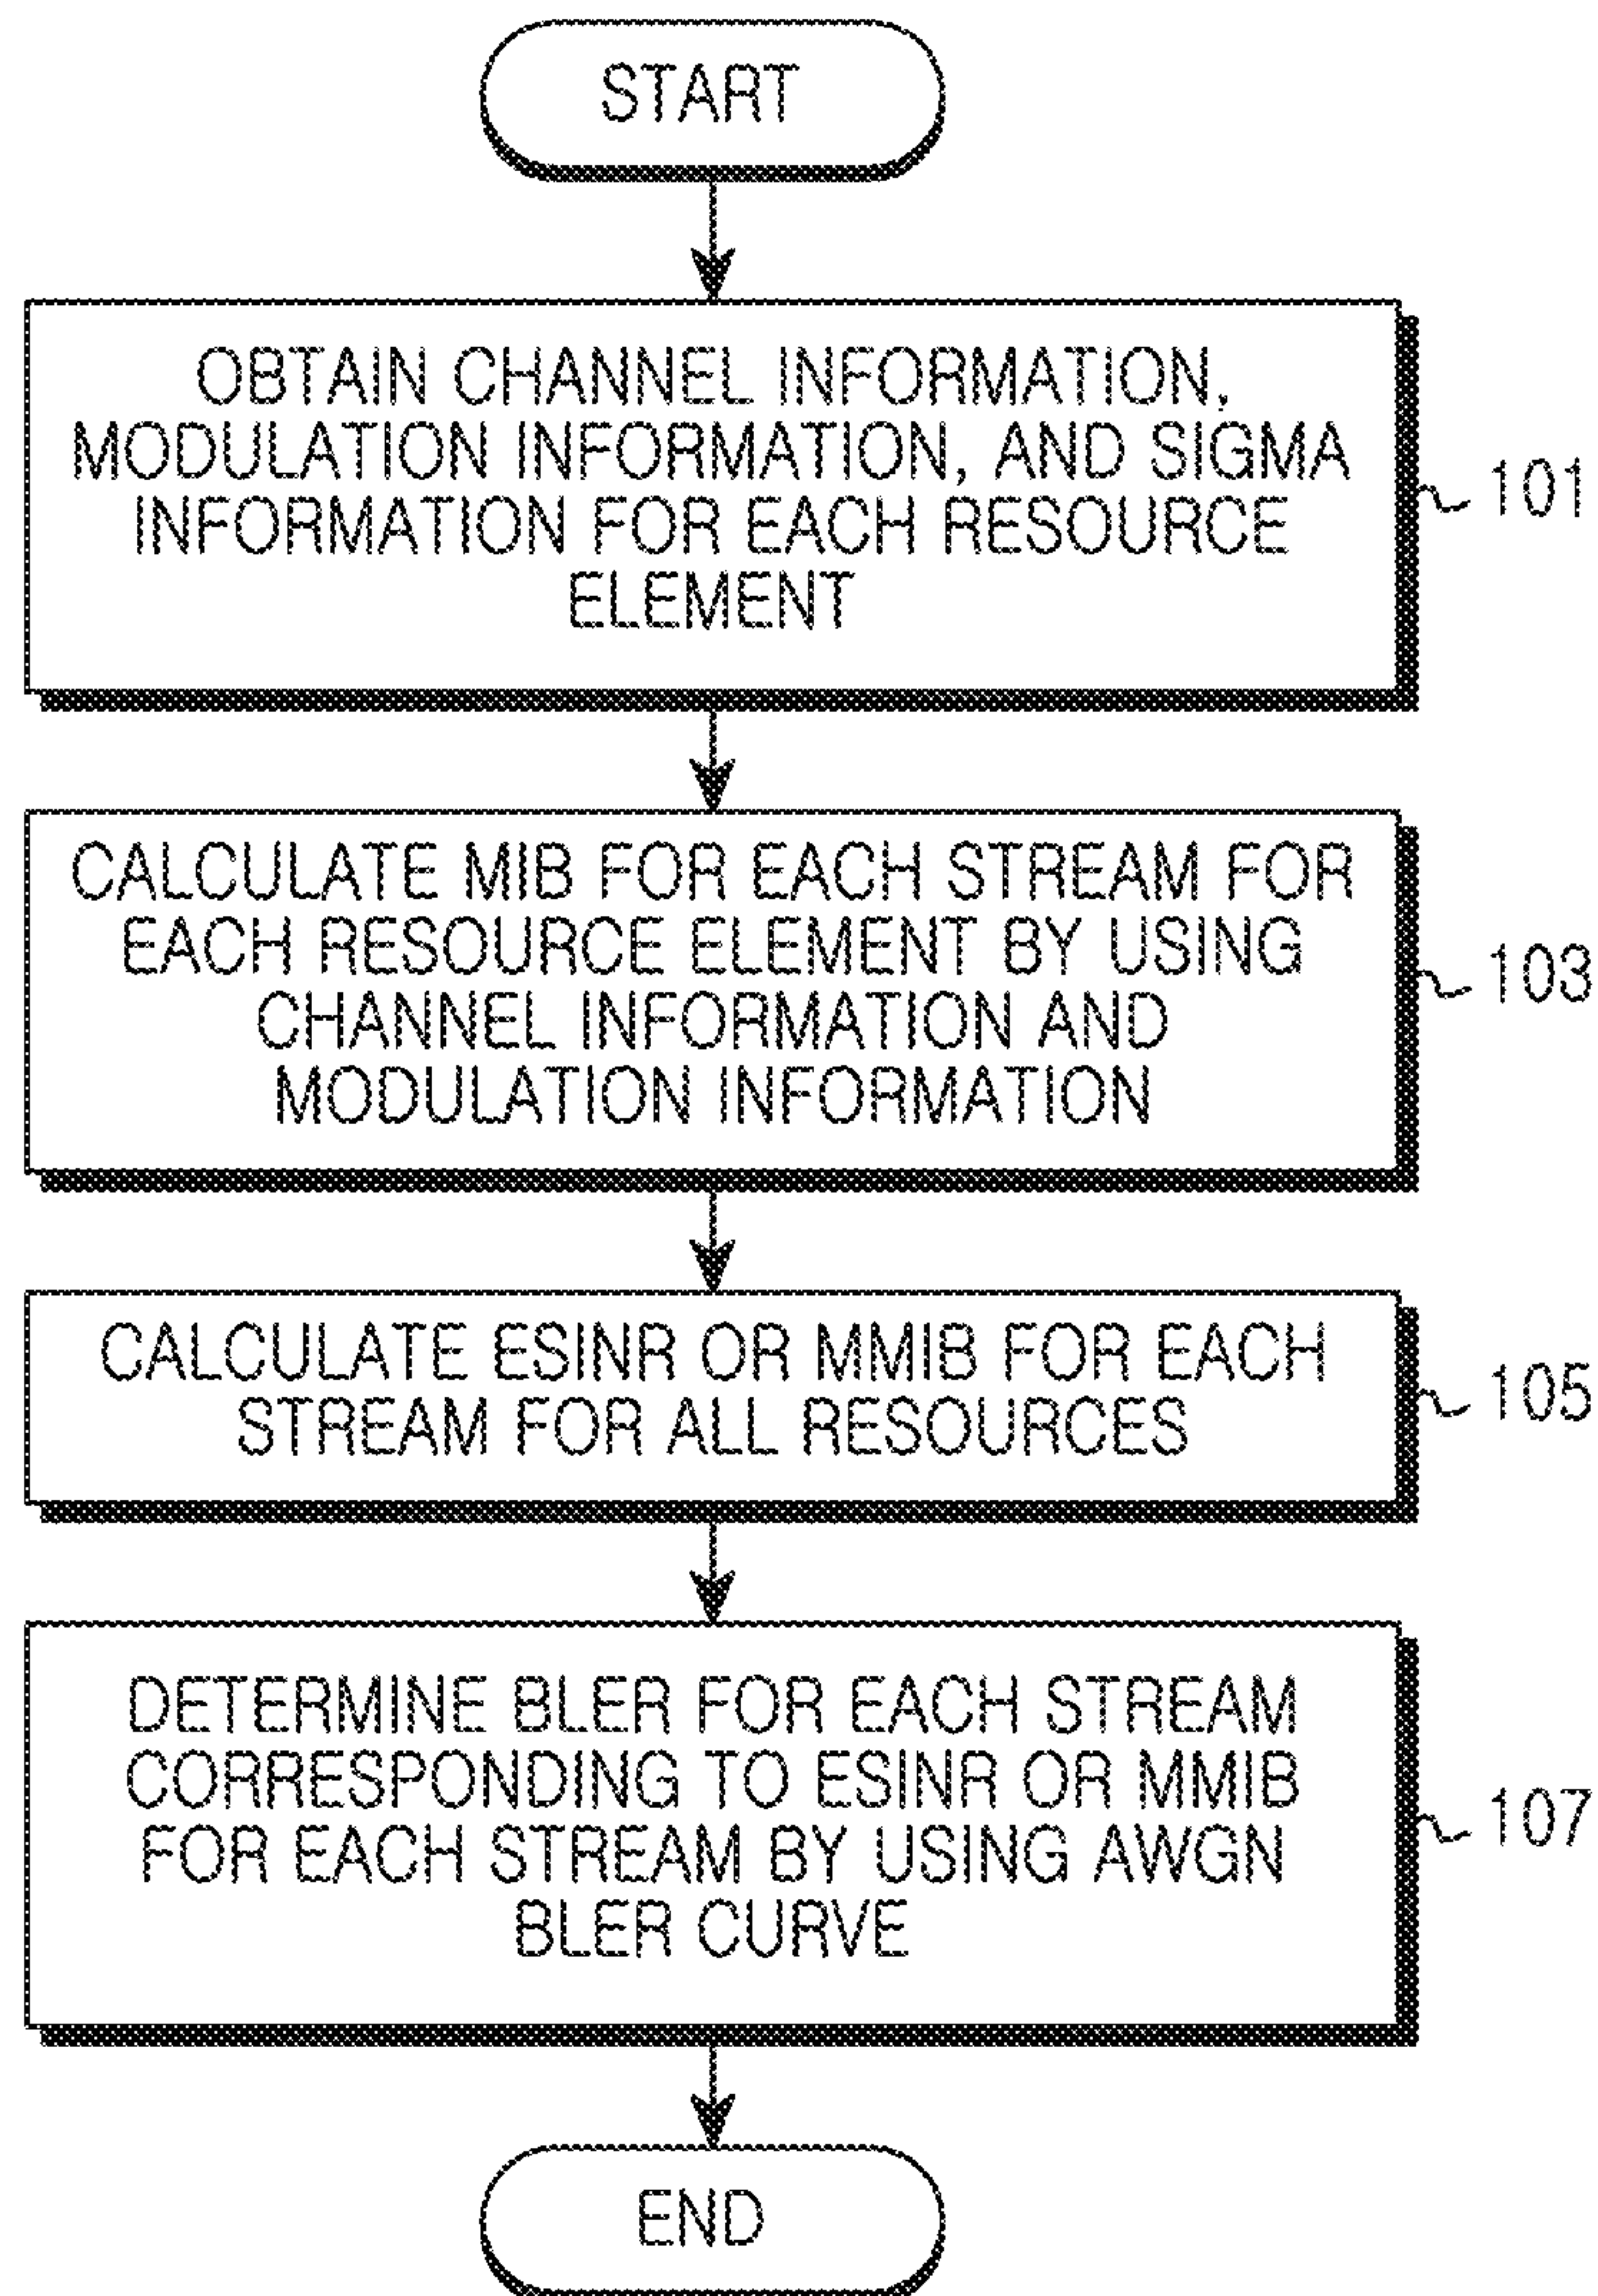 START
OBTAIN CHANNEL INFORMATION,
MODULATION INFORMATION, AND SIGMA
INFORMATION FOR EACH RESOURCE
ELEMENT
101
CALCULATE MIB FOR EACH STREAM FOR
EACH RESOURCE ELEMENT BY USING
CHANNEL INFORMATION AND
MODULATION INFORMATION
103
CALCULATE ESINR OR MMIB FOR EACH
STREAM FOR ALL RESOURCES
105
DETERMINE BLER FOR EACH STREAM
CORRESPONDING TO ESINR OR MMIB
FOR EACH STREAM BY USING AWGN
BLER CURVE
107
END